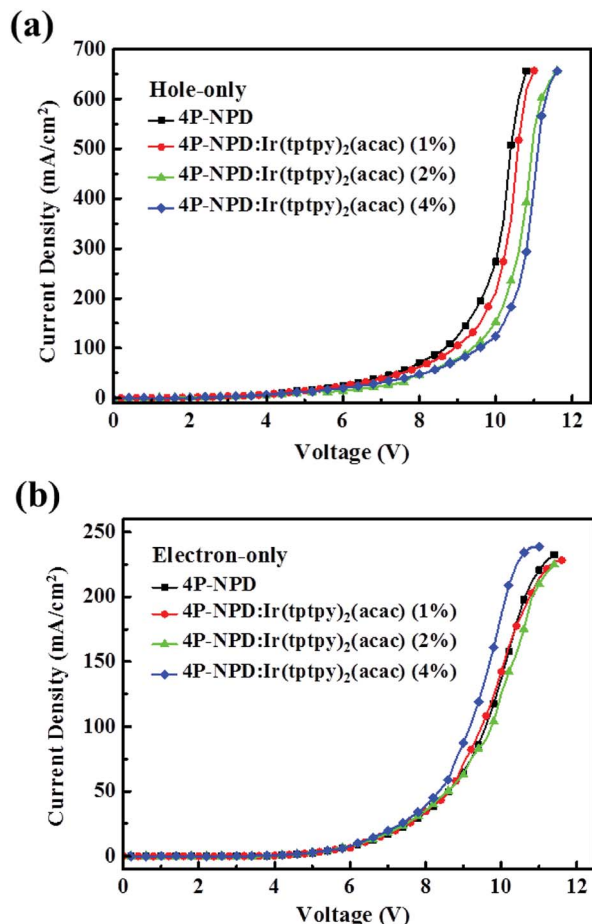 (a)
700
600
500
400
300
200
100
0
Current Density (mA/cm²)
Hole-only
4P-NPD
4P-NPD:Ir(tptpy)₂(acac) (1%)
4P-NPD:Ir(tptpy)₂(acac) (2%)
4P-NPD:Ir(tptpy)₂(acac) (4%)
0 2 4 6 8 10 12
Voltage (V)
(b)
250
200
150
100
50
0
Current Density (mA/cm²)
Electron-only
4P-NPD
4P-NPD:Ir(tptpy)₂(acac) (1%)
4P-NPD:Ir(tptpy)₂(acac) (2%)
4P-NPD:Ir(tptpy)₂(acac) (4%)
0 2 4 6 8 10 12
Voltage (V)